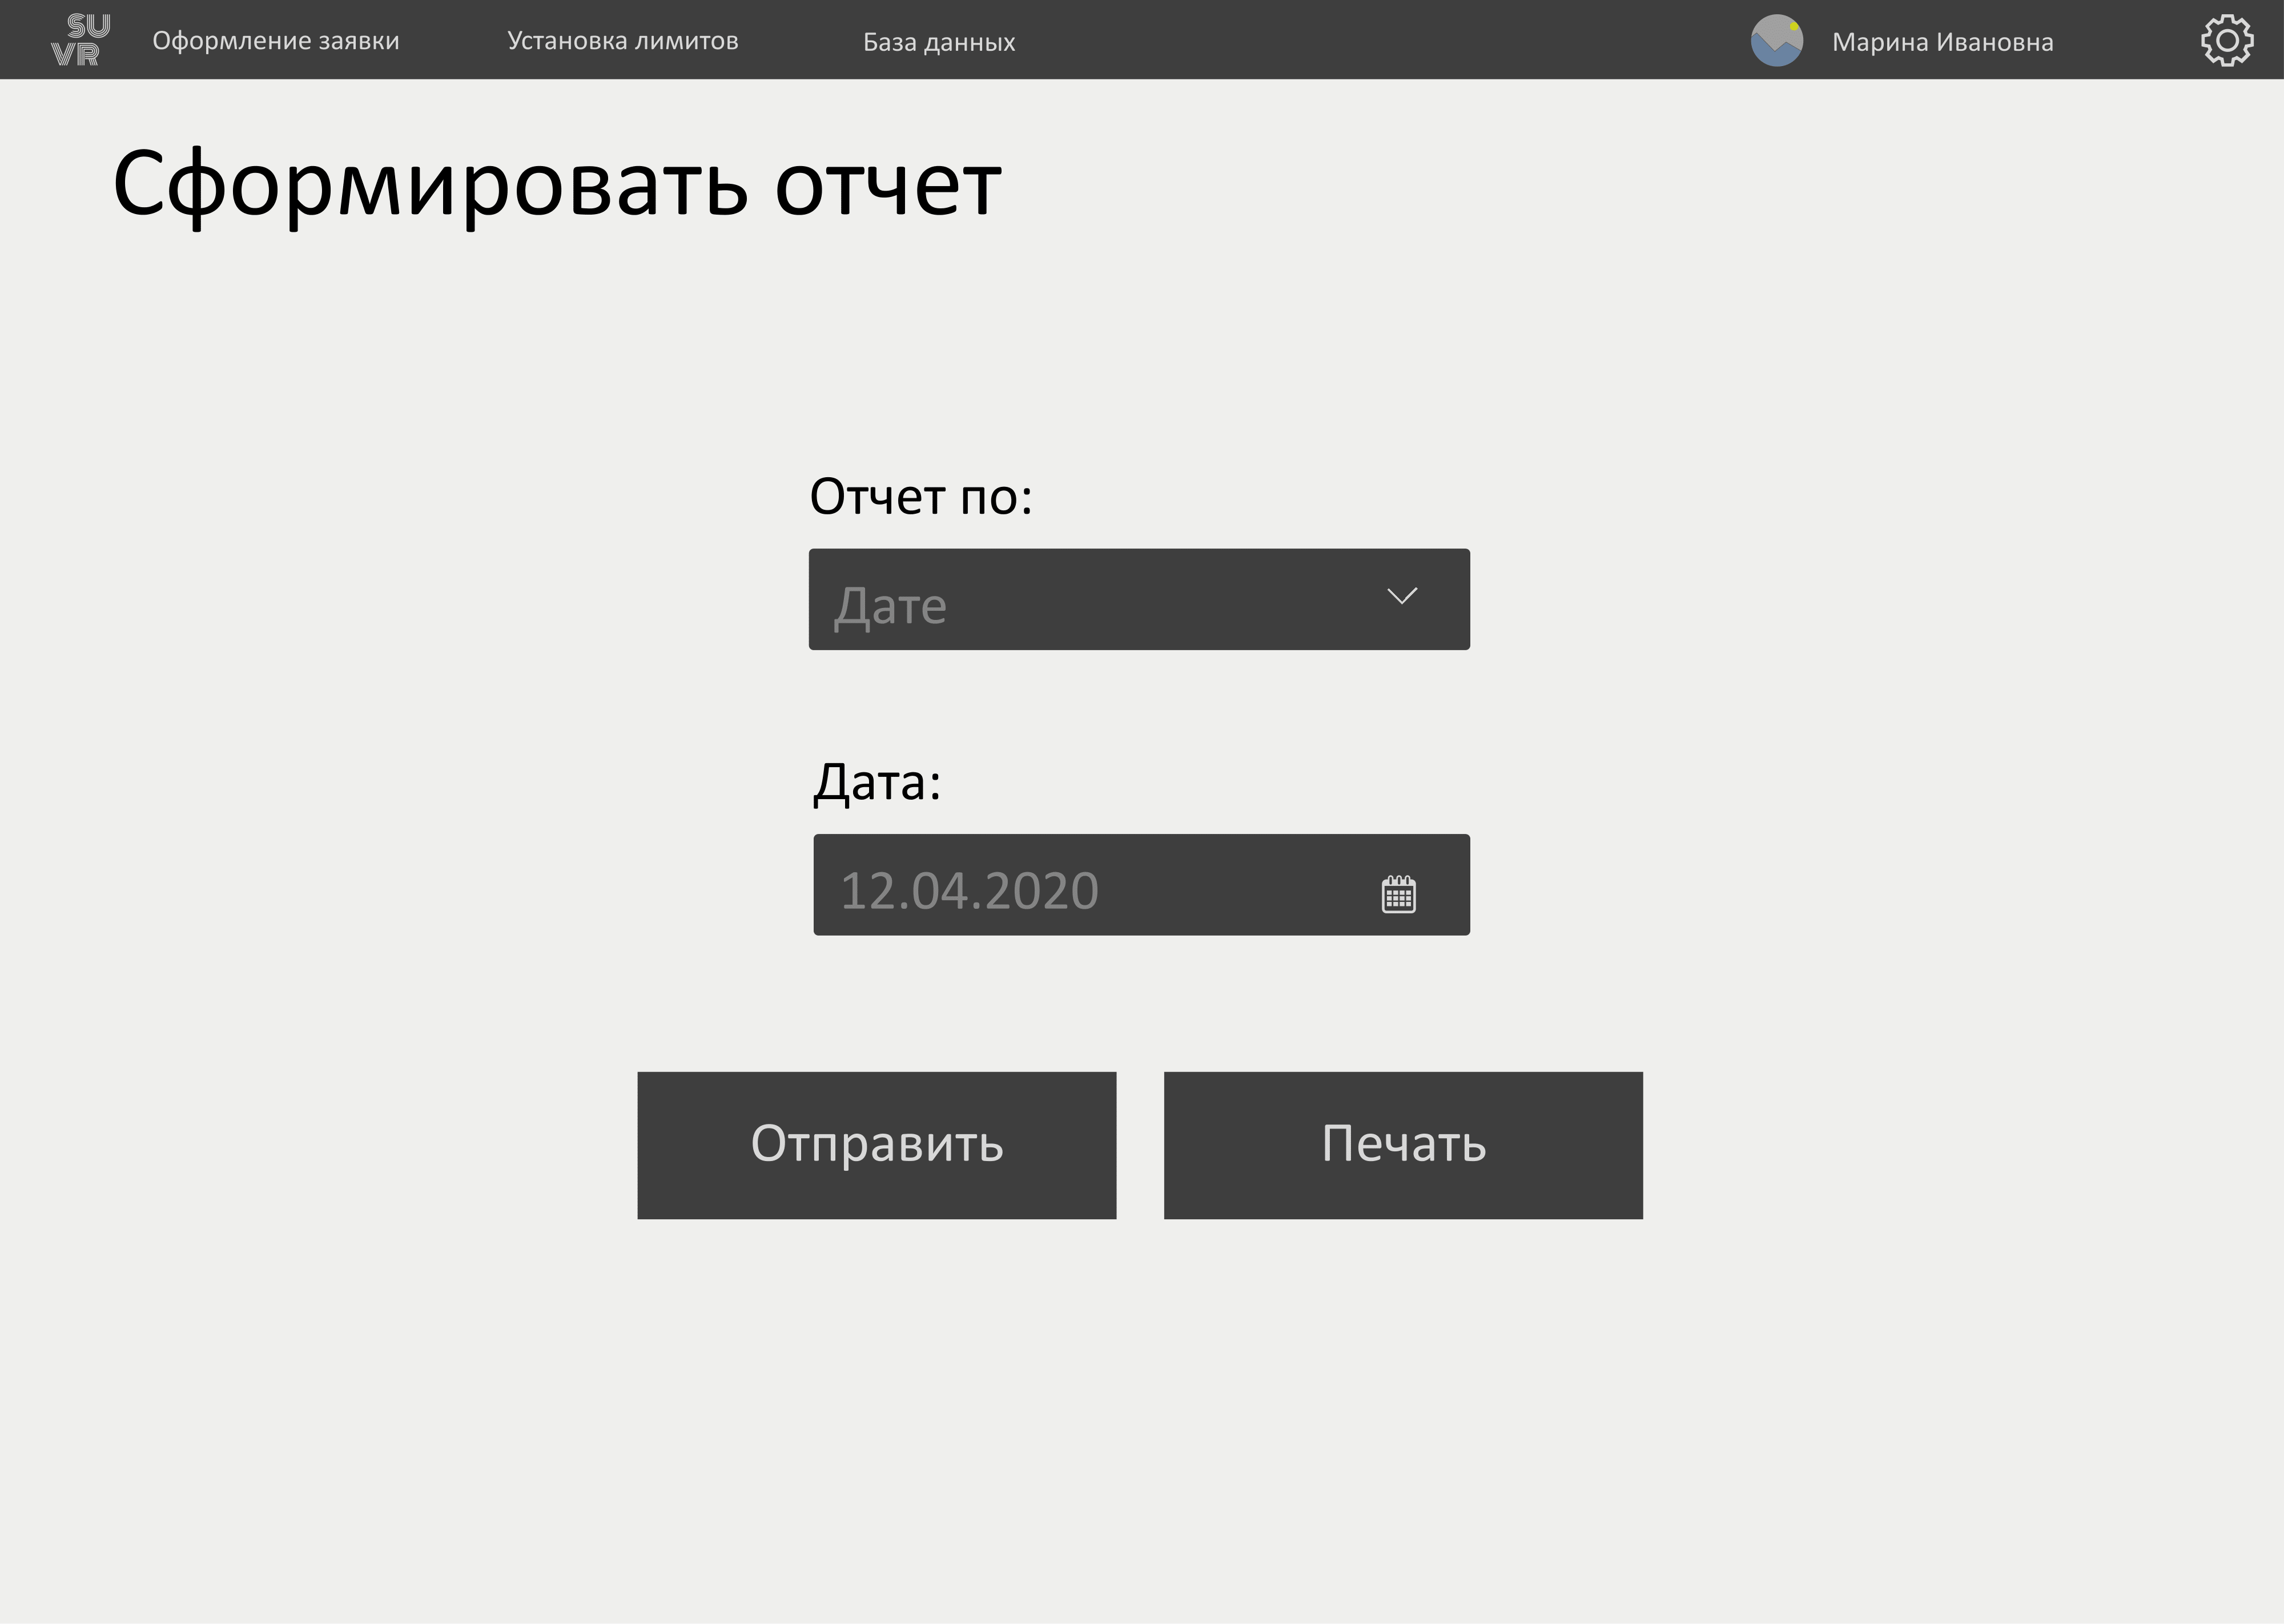 SU
VR
Оформление заявки
Установка лимитов
База данных
Марина Ивановна
Сформировать отчет
Отчет по:
Дате
Дата:
12.04.2020
Отправить
Печать